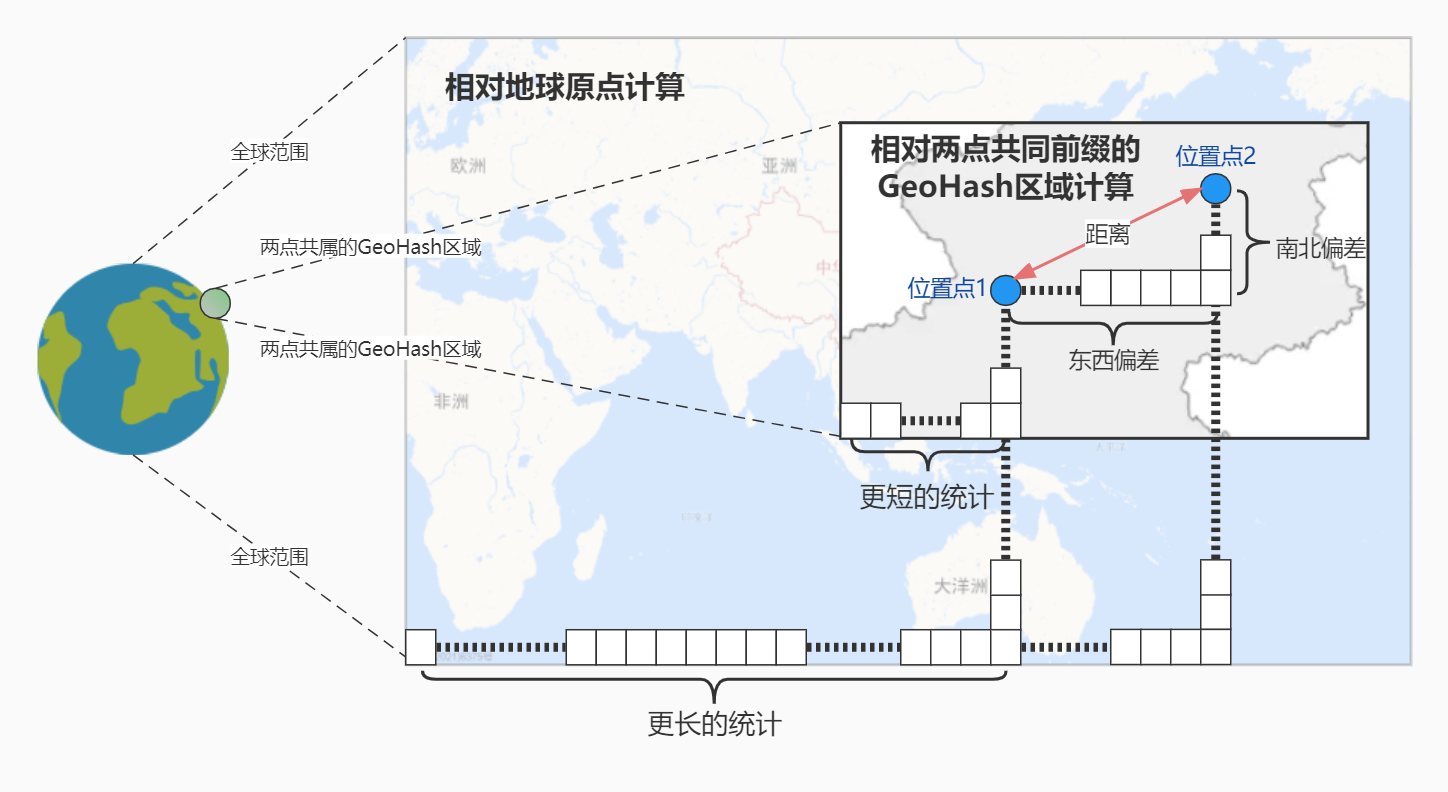 相对地球原点计算
全球范围
欧洲
亚洲
相对两点共同前缀的
GeoHash区域计算
位置点2
距离
南北偏差
两点共属的GeoHash区域
位置点1
东西偏差
两点共属的GeoHash区域
非洲
更短的统计
全球范围
大洋洲
更长的统计